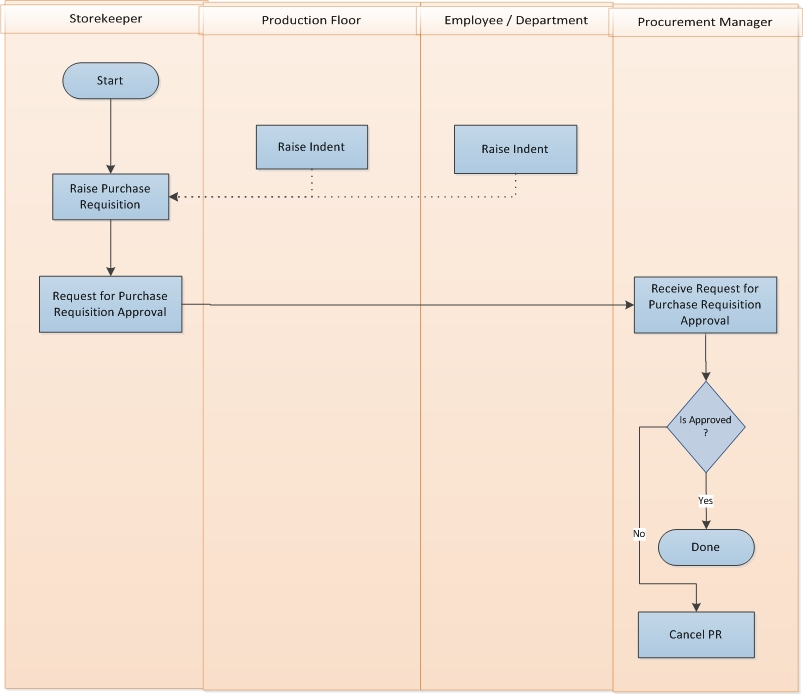 Storekeeper
Production Floor
Employee / Department
Procurement Manager
Start
Raise Indent
Raise Indent
Raise Purchase
Requisition
Request for Purchase
Requisition Approval
Receive Request for
Purchase Requisition
Approval
Is Approved
?
Yes
No
Done
Cancel PR